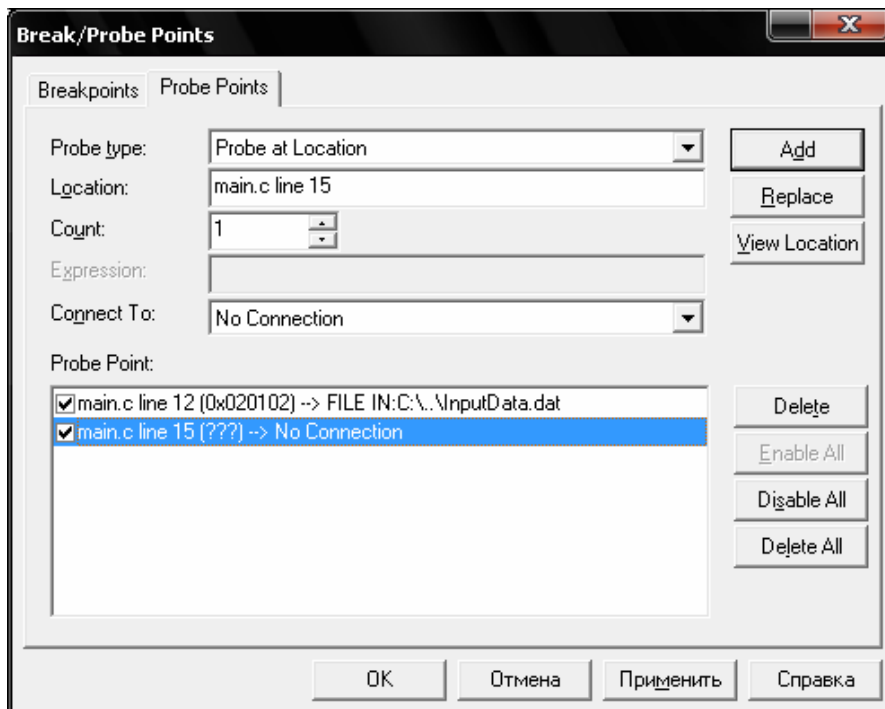 Break/Probe Points
Breakpoints Probe Points
Probe type: Probe at Location Add
Location: main.c line 15 Replace
Count: 1 View Location
Expression:
Connect To: No Connection
Probe Point:
main.c line 12 (0x020102) --> FILE IN:C:\..\InputData.dat Delete
main.c line 15 (???) --> No Connection
Enable All
Disable All
Delete All
OK Отмена Применить Справка